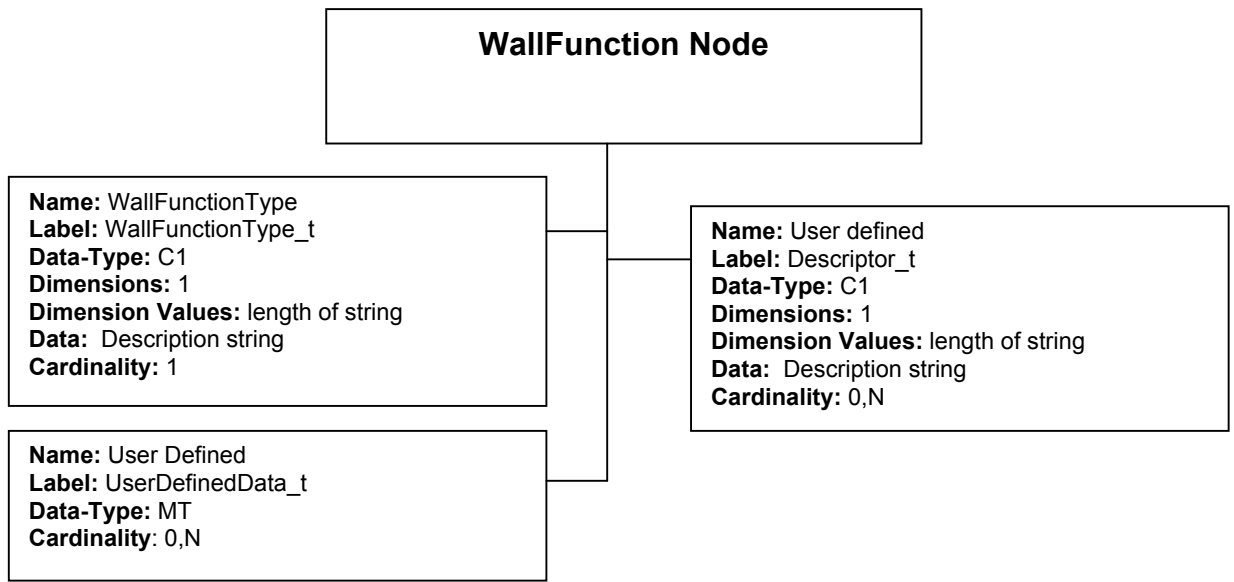 WallFunction Node
Name: WallFunctionType
Label: WallFunctionType_t
Data-Type: C1
Dimensions: 1
Dimension Values: length of string
Data: Description string
Cardinality: 1
Name: User defined
Label: Descriptor_t
Data-Type: C1
Dimensions: 1
Dimension Values: length of string
Data: Description string
Cardinality: 0,N
Name: User Defined
Label: UserDefinedData_t
Data-Type: MT
Cardinality: 0,N